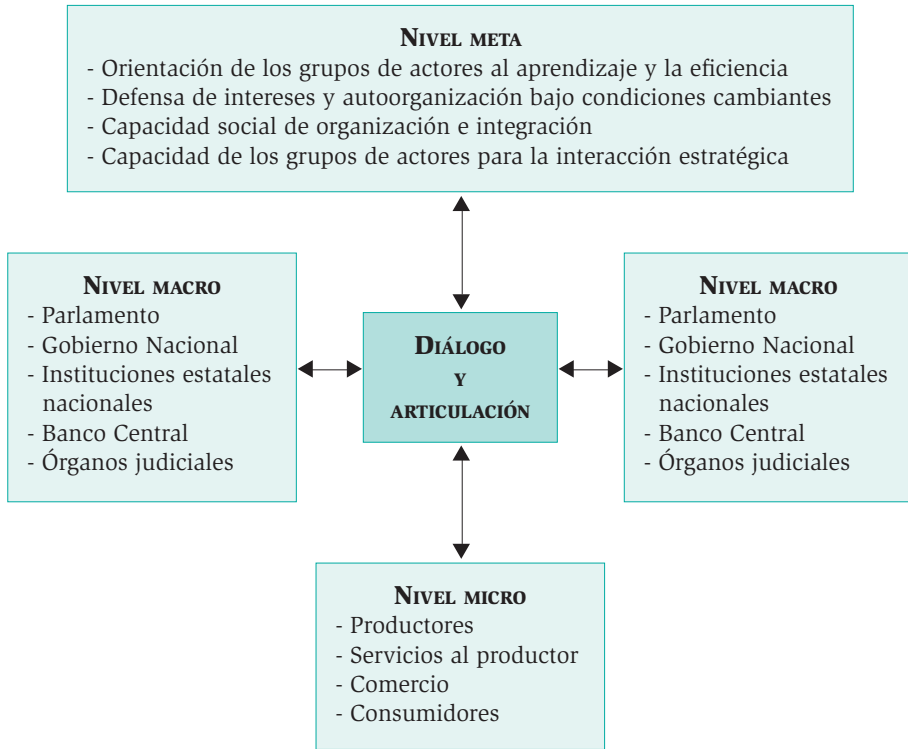 NIVEL META
- Orientación de los grupos de actores al aprendizaje y la eficiencia
- Defensa de intereses y autoorganización bajo condiciones cambiantes
- Capacidad social de organización e integración
- Capacidad de los grupos de actores para la interacción estratégica
NIVEL MACRO
- Parlamento
- Gobierno Nacional
- Instituciones estatales
nacionales
- Banco Central
- Órganos judiciales
DIÁLOGO
Y
ARTICULACIÓN
NIVEL MACRO
- Parlamento
- Gobierno Nacional
- Instituciones estatales
nacionales
- Banco Central
- Órganos judiciales
NIVEL MICRO
- Productores
- Servicios al productor
- Comercio
- Consumidores